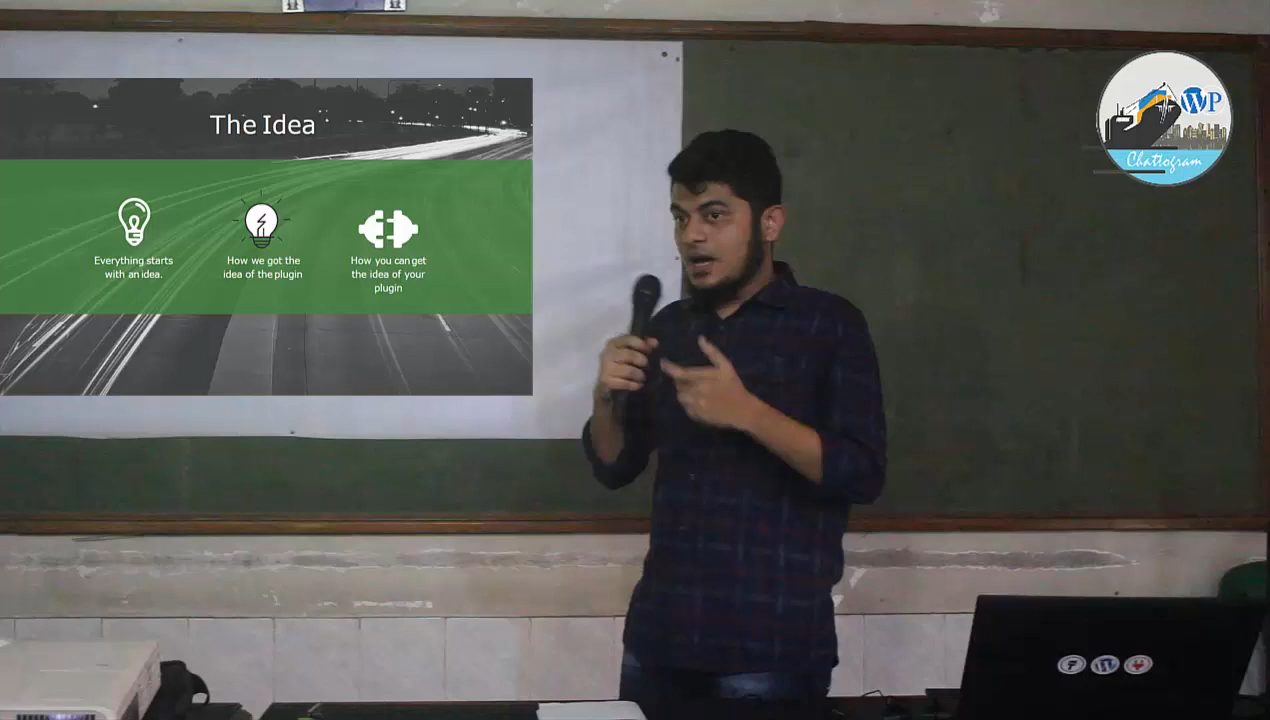 The Idea
Everything starts
with an idea.
How we got the
idea of the plugin
How you can get
the idea of your
plugin
WP
Chattogram